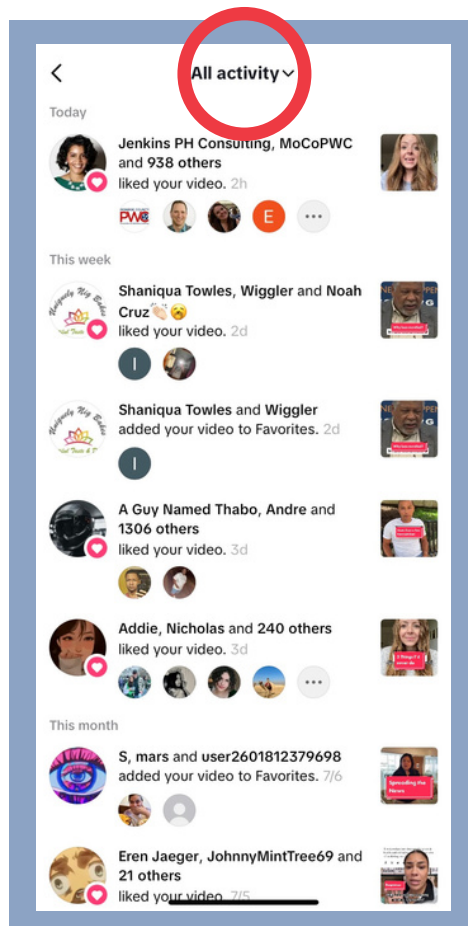 All activity
Today
Jenkins PH Consulting, MoCoPWC
and 938 others
liked your video. 2h
PWC
E
This week
Shaniqua Towles, Wiggler and Noah
Cruz👏🏻😚
liked your video. 2d
I
Shaniqua Towles and Wiggler
added your video to Favorites. 2d
I
A Guy Named Thabo, Andre and
1306 others
liked your video. 3d
Addie, Nicholas and 240 others
liked your video. 3d
This month
S, mars and user2601812379698
added your video to Favorites. 7/6
Spreading the
News
Eren Jaeger, JohnnyMintTree69 and
21 others
liked your video. 7/5